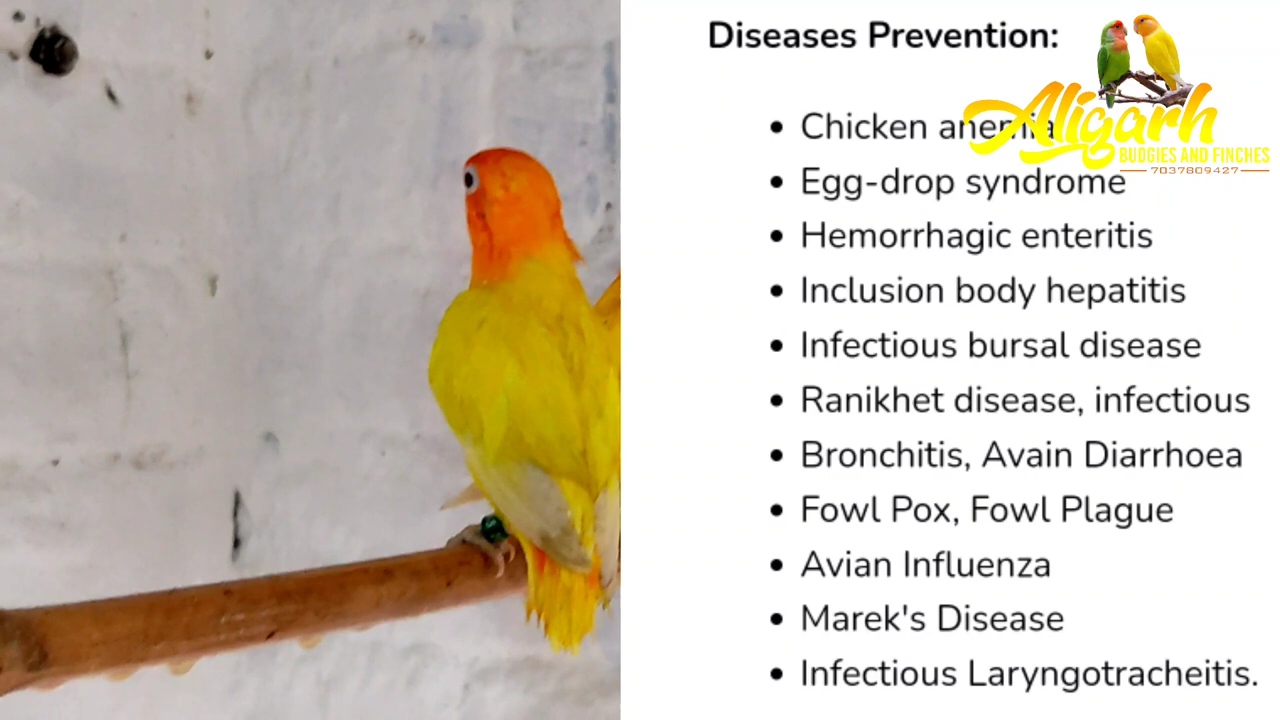 Diseases Prevention:
Aligarh
BUDGIES AND FINCHES
7037809427
• Chicken anemia
• Egg-drop syndrome
• Hemorrhagic enteritis
• Inclusion body hepatitis
• Infectious bursal disease
• Ranikhet disease, infectious
• Bronchitis, Avain Diarrhoea
• Fowl Pox, Fowl Plague
• Avian Influenza
• Marek's Disease
• Infectious Laryngotracheitis.